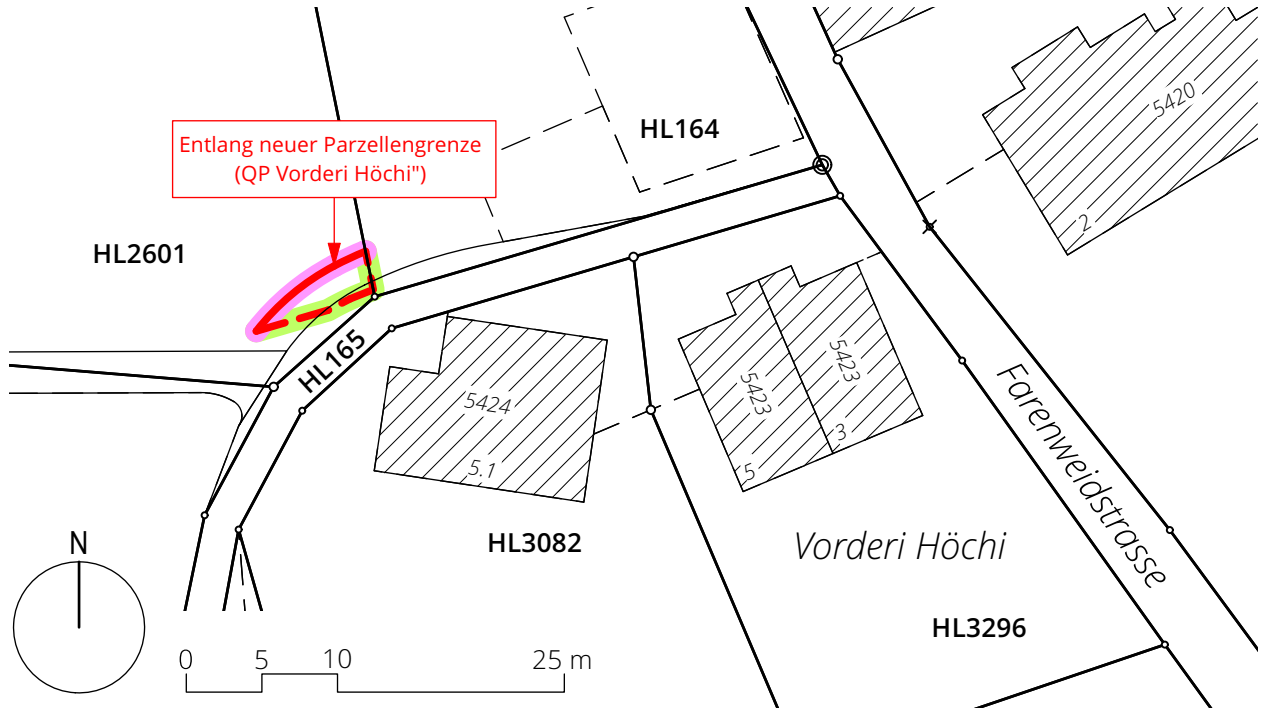 5420
2
HL164
Entlang neuer Parzellengrenze
(QP Vorderi Höchi")
HL2601
HL165
5424
5.1
5423
5
5423
3
Farenweidstrasse
HL3082
Vorderi Höchi
HL3296
N
0 5 10 25 m